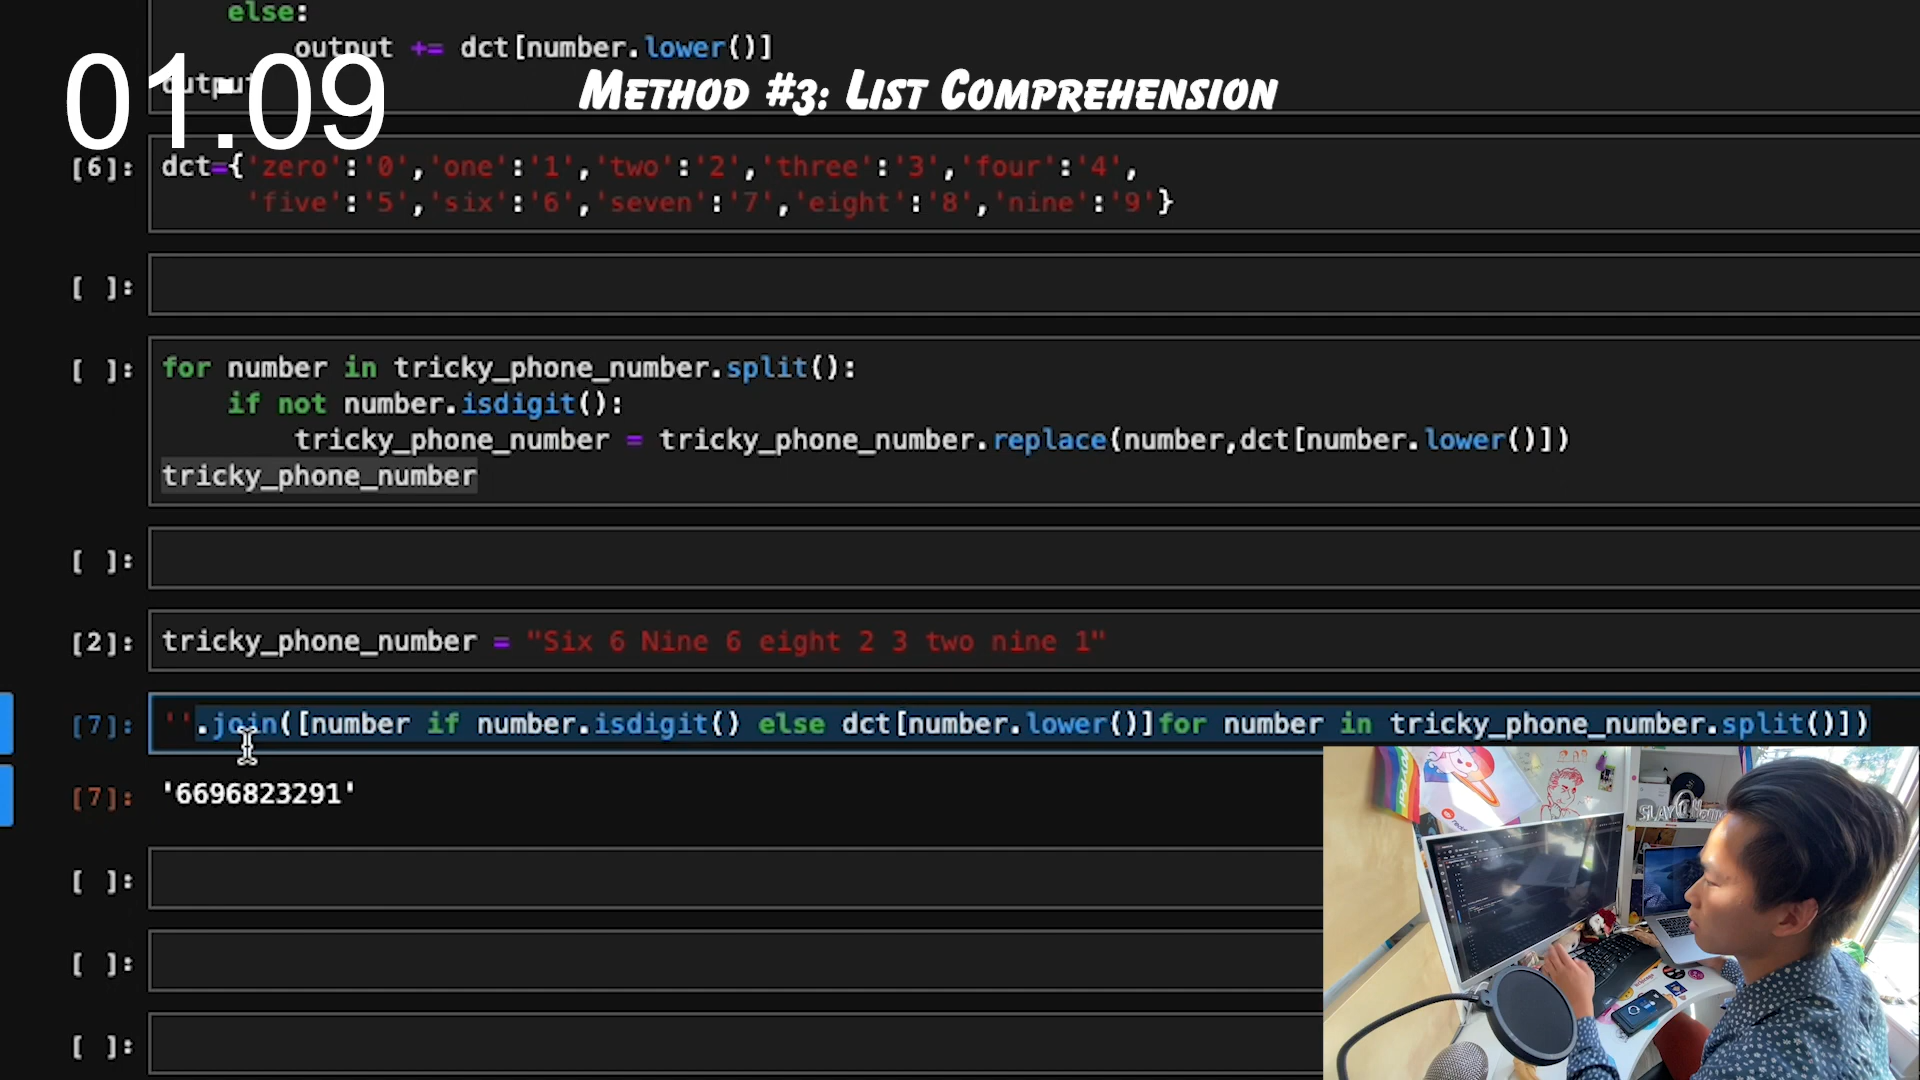 else:
output += dct[number.lower()]
output
01:09
METHOD #3: LIST COMPREHENSION
[6]: dct={'zero':'0','one':'1','two':'2','three':'3','four':'4',
'five':'5','six':'6','seven':'7','eight':'8','nine':'9'}
[ ]:
[ ]: for number in tricky_phone_number.split():
if not number.isdigit():
tricky_phone_number = tricky_phone_number.replace(number,dct[number.lower()])
tricky_phone_number
[ ]:
[2]: tricky_phone_number = "Six 6 Nine 6 eight 2 3 two nine 1"
[7]: ''.join([number if number.isdigit() else dct[number.lower()]for number in tricky_phone_number.split()])
[7]: '6696823291'
[ ]:
[ ]:
[ ]: